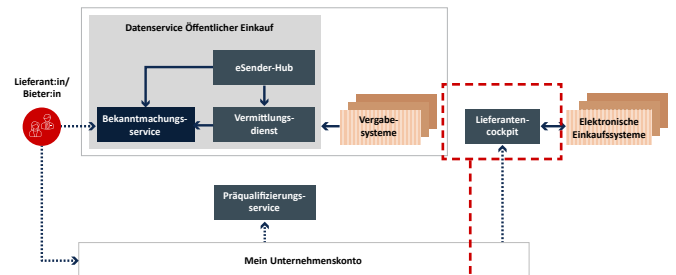 Datenservice Öffentlicher Einkauf
eSender-Hub
Lieferant:in/
Bieter:in
Bekanntmachungs-
service
Vermittlungs-
dienst
Vergabe-
systeme
Lieferanten-
cockpit
Elektronische
Einkaufssysteme
Präqualifizierungs-
service
Mein Unternehmenskonto